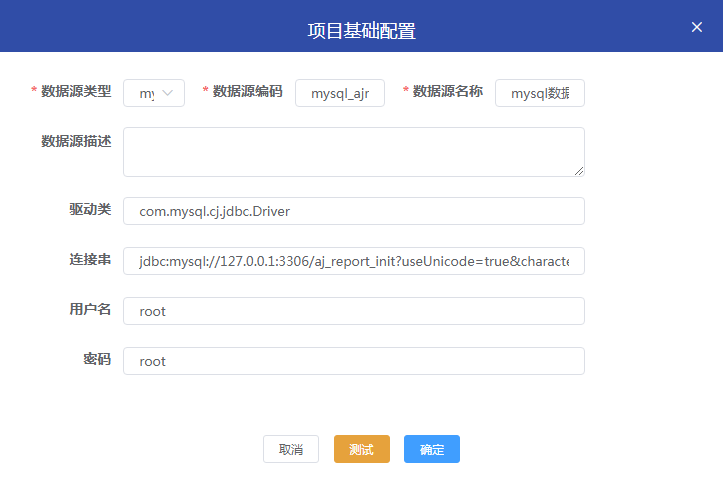 项目基础配置
* 数据源类型 my * 数据源编码 mysql_ajr * 数据源名称 mysql数据
数据源描述
驱动类 com.mysql.cj.jdbc.Driver
连接串 jdbc:mysql://127.0.0.1:3306/aj_report_init?useUnicode=true&characte
用户名 root
密码 root
取消 测试 确定